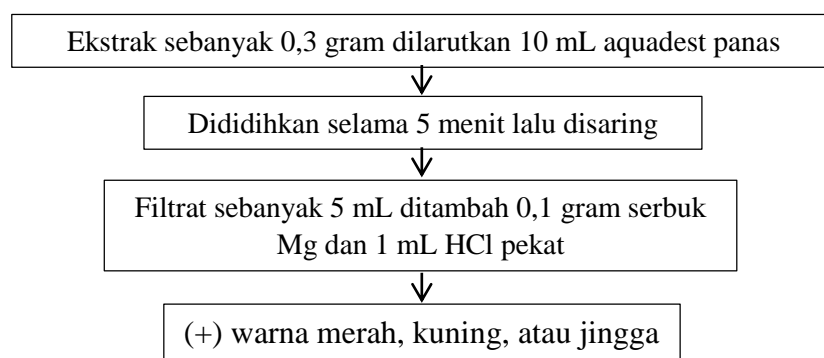 Ekstrak sebanyak 0,3 gram dilarutkan 10 mL aquadest panas
Dididihkan selama 5 menit lalu disaring
Filtrat sebanyak 5 mL ditambah 0,1 gram serbuk
Mg dan 1 mL HCl pekat
(+) warna merah, kuning, atau jingga